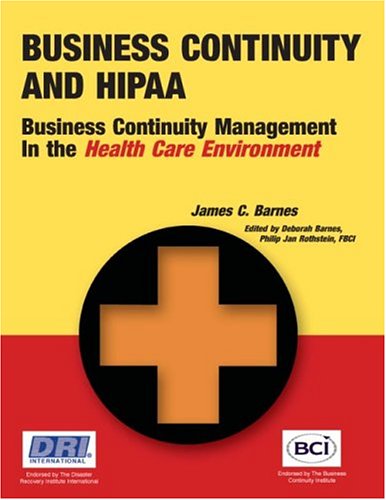 BUSINESS CONTINUITY
AND HIPAA
Business Continuity Management
In the Health Care Environment
James C. Barnes
Edited by Deborah Barnes,
Philip Jan Rothstein, FBCI
DRI®
INTERNATIONAL
Endorsed by The Disaster
Recovery Institute International
BCI
Endorsed by The Business
Continuity Institute